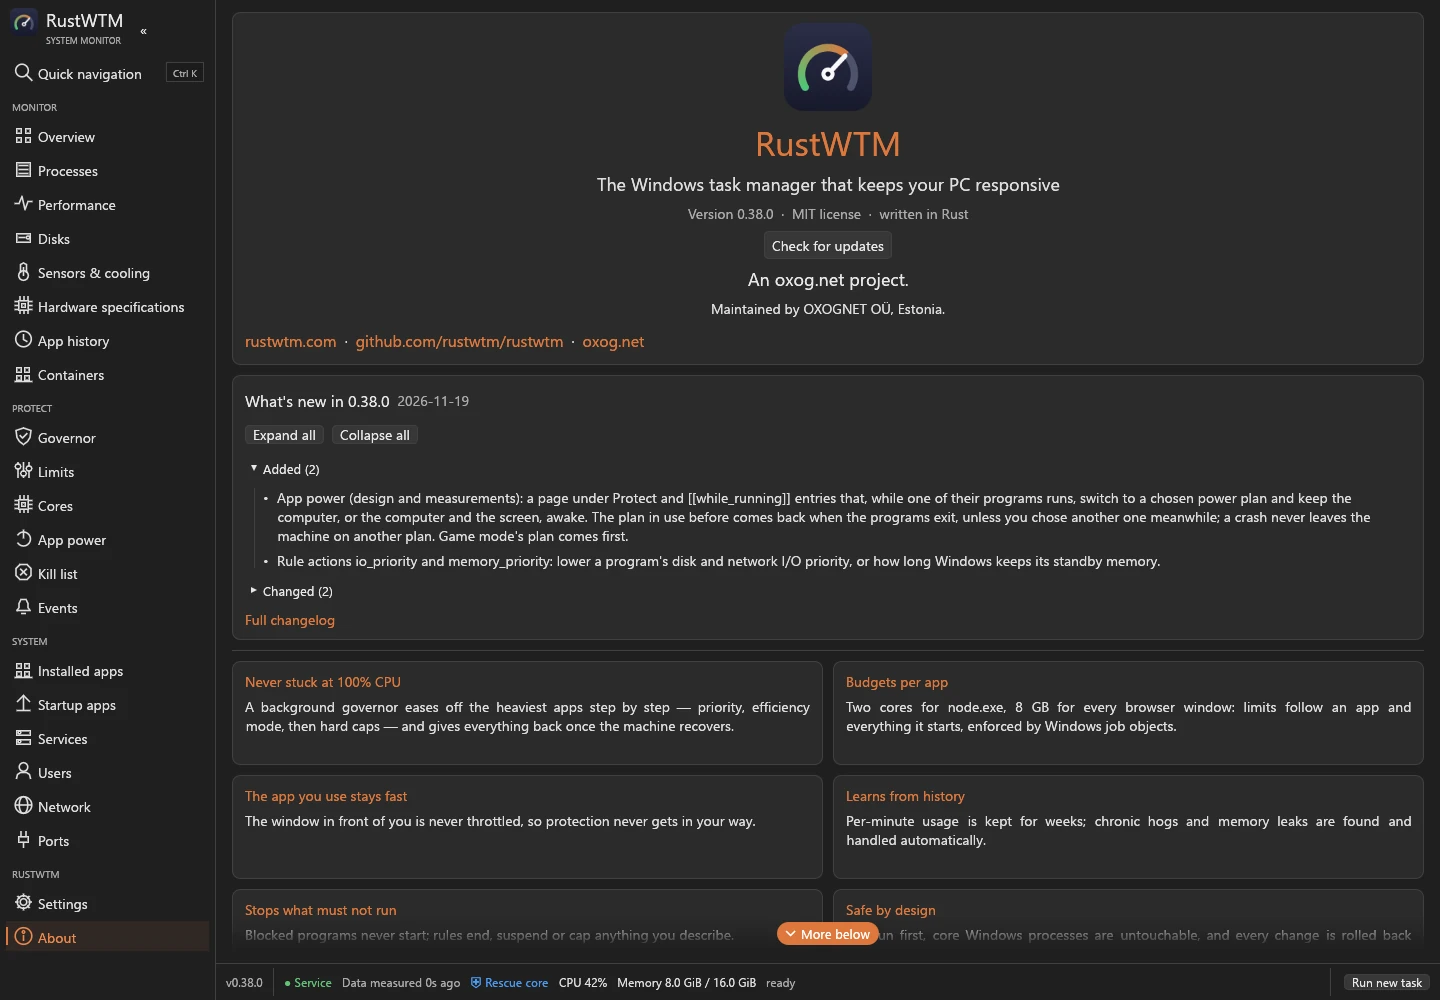 RustWTM
SYSTEM MONITOR
«
Quick navigation
Ctrl K
MONITOR
Overview
Processes
Performance
Disks
Sensors & cooling
Hardware specifications
App history
Containers
PROTECT
Governor
Limits
Cores
App power
Kill list
Events
SYSTEM
Installed apps
Startup apps
Services
Users
Network
Ports
RUSTWTM
Settings
About
RustWTM
The Windows task manager that keeps your PC responsive
Version 0.38.0 · MIT license · written in Rust
Check for updates
An oxog.net project.
Maintained by OXOGNET OÜ, Estonia.
rustwtm.com · github.com/rustwtm/rustwtm · oxog.net
What's new in 0.38.0 2026-11-19
Expand all Collapse all
Added (2)
• App power (design and measurements): a page under Protect and [[while_running]] entries that, while one of their programs runs, switch to a chosen power plan and keep the
computer, or the computer and the screen, awake. The plan in use before comes back when the programs exit, unless you chose another one meanwhile; a crash never leaves the
machine on another plan. Game mode's plan comes first.
• Rule actions io_priority and memory_priority: lower a program's disk and network I/O priority, or how long Windows keeps its standby memory.
Changed (2)
Full changelog
Never stuck at 100% CPU
A background governor eases off the heaviest apps step by step — priority, efficiency
mode, then hard caps — and gives everything back once the machine recovers.
Budgets per app
Two cores for node.exe, 8 GB for every browser window: limits follow an app and
everything it starts, enforced by Windows job objects.
The app you use stays fast
The window in front of you is never throttled, so protection never gets in your way.
Learns from history
Per-minute usage is kept for weeks; chronic hogs and memory leaks are found and
handled automatically.
Stops what must not run
Blocked programs never start; rules end, suspend or cap anything you describe.
Safe by design
first, core Windows processes are untouchable, and every change is rolled back
More below
v0.38.0
• Service
Data measured 0s ago
Rescue core
CPU 42%
Memory 8.0 GiB / 16.0 GiB
ready
Run new task